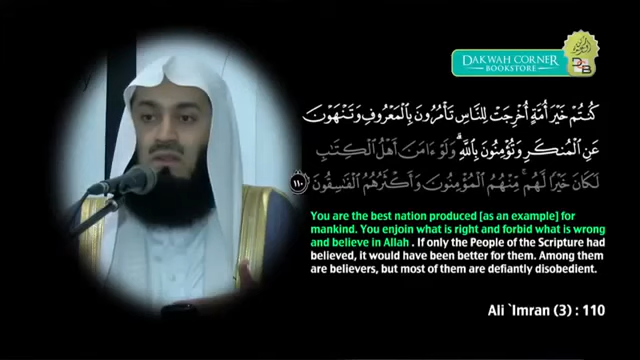 DAKWAH CORNER
BOOKSTORE
كُنتُمْ خَيْرَ أُمَّةٍ أُخْرِجَتْ لِلنَّاسِ تَأْمُرُونَ بِالْمَعْرُوفِ وَتَنْهَوْنَ
عَنِ الْمُنكَرِ وَتُؤْمِنُونَ بِاللَّهِ ۗ وَلَوْ ءَامَنَ أَهْلُ الْكِتَابِ
لَكَانَ خَيْرًا لَّهُم ۚ مِّنْهُمُ الْمُؤْمِنُونَ وَأَكْثَرُهُمُ الْفَاسِقُونَ ١١٠
You are the best nation produced [as an example] for
mankind. You enjoin what is right and forbid what is wrong
and believe in Allah . If only the People of the Scripture had
believed, it would have been better for them. Among them
are believers, but most of them are defiantly disobedient.
Ali `Imran (3) : 110